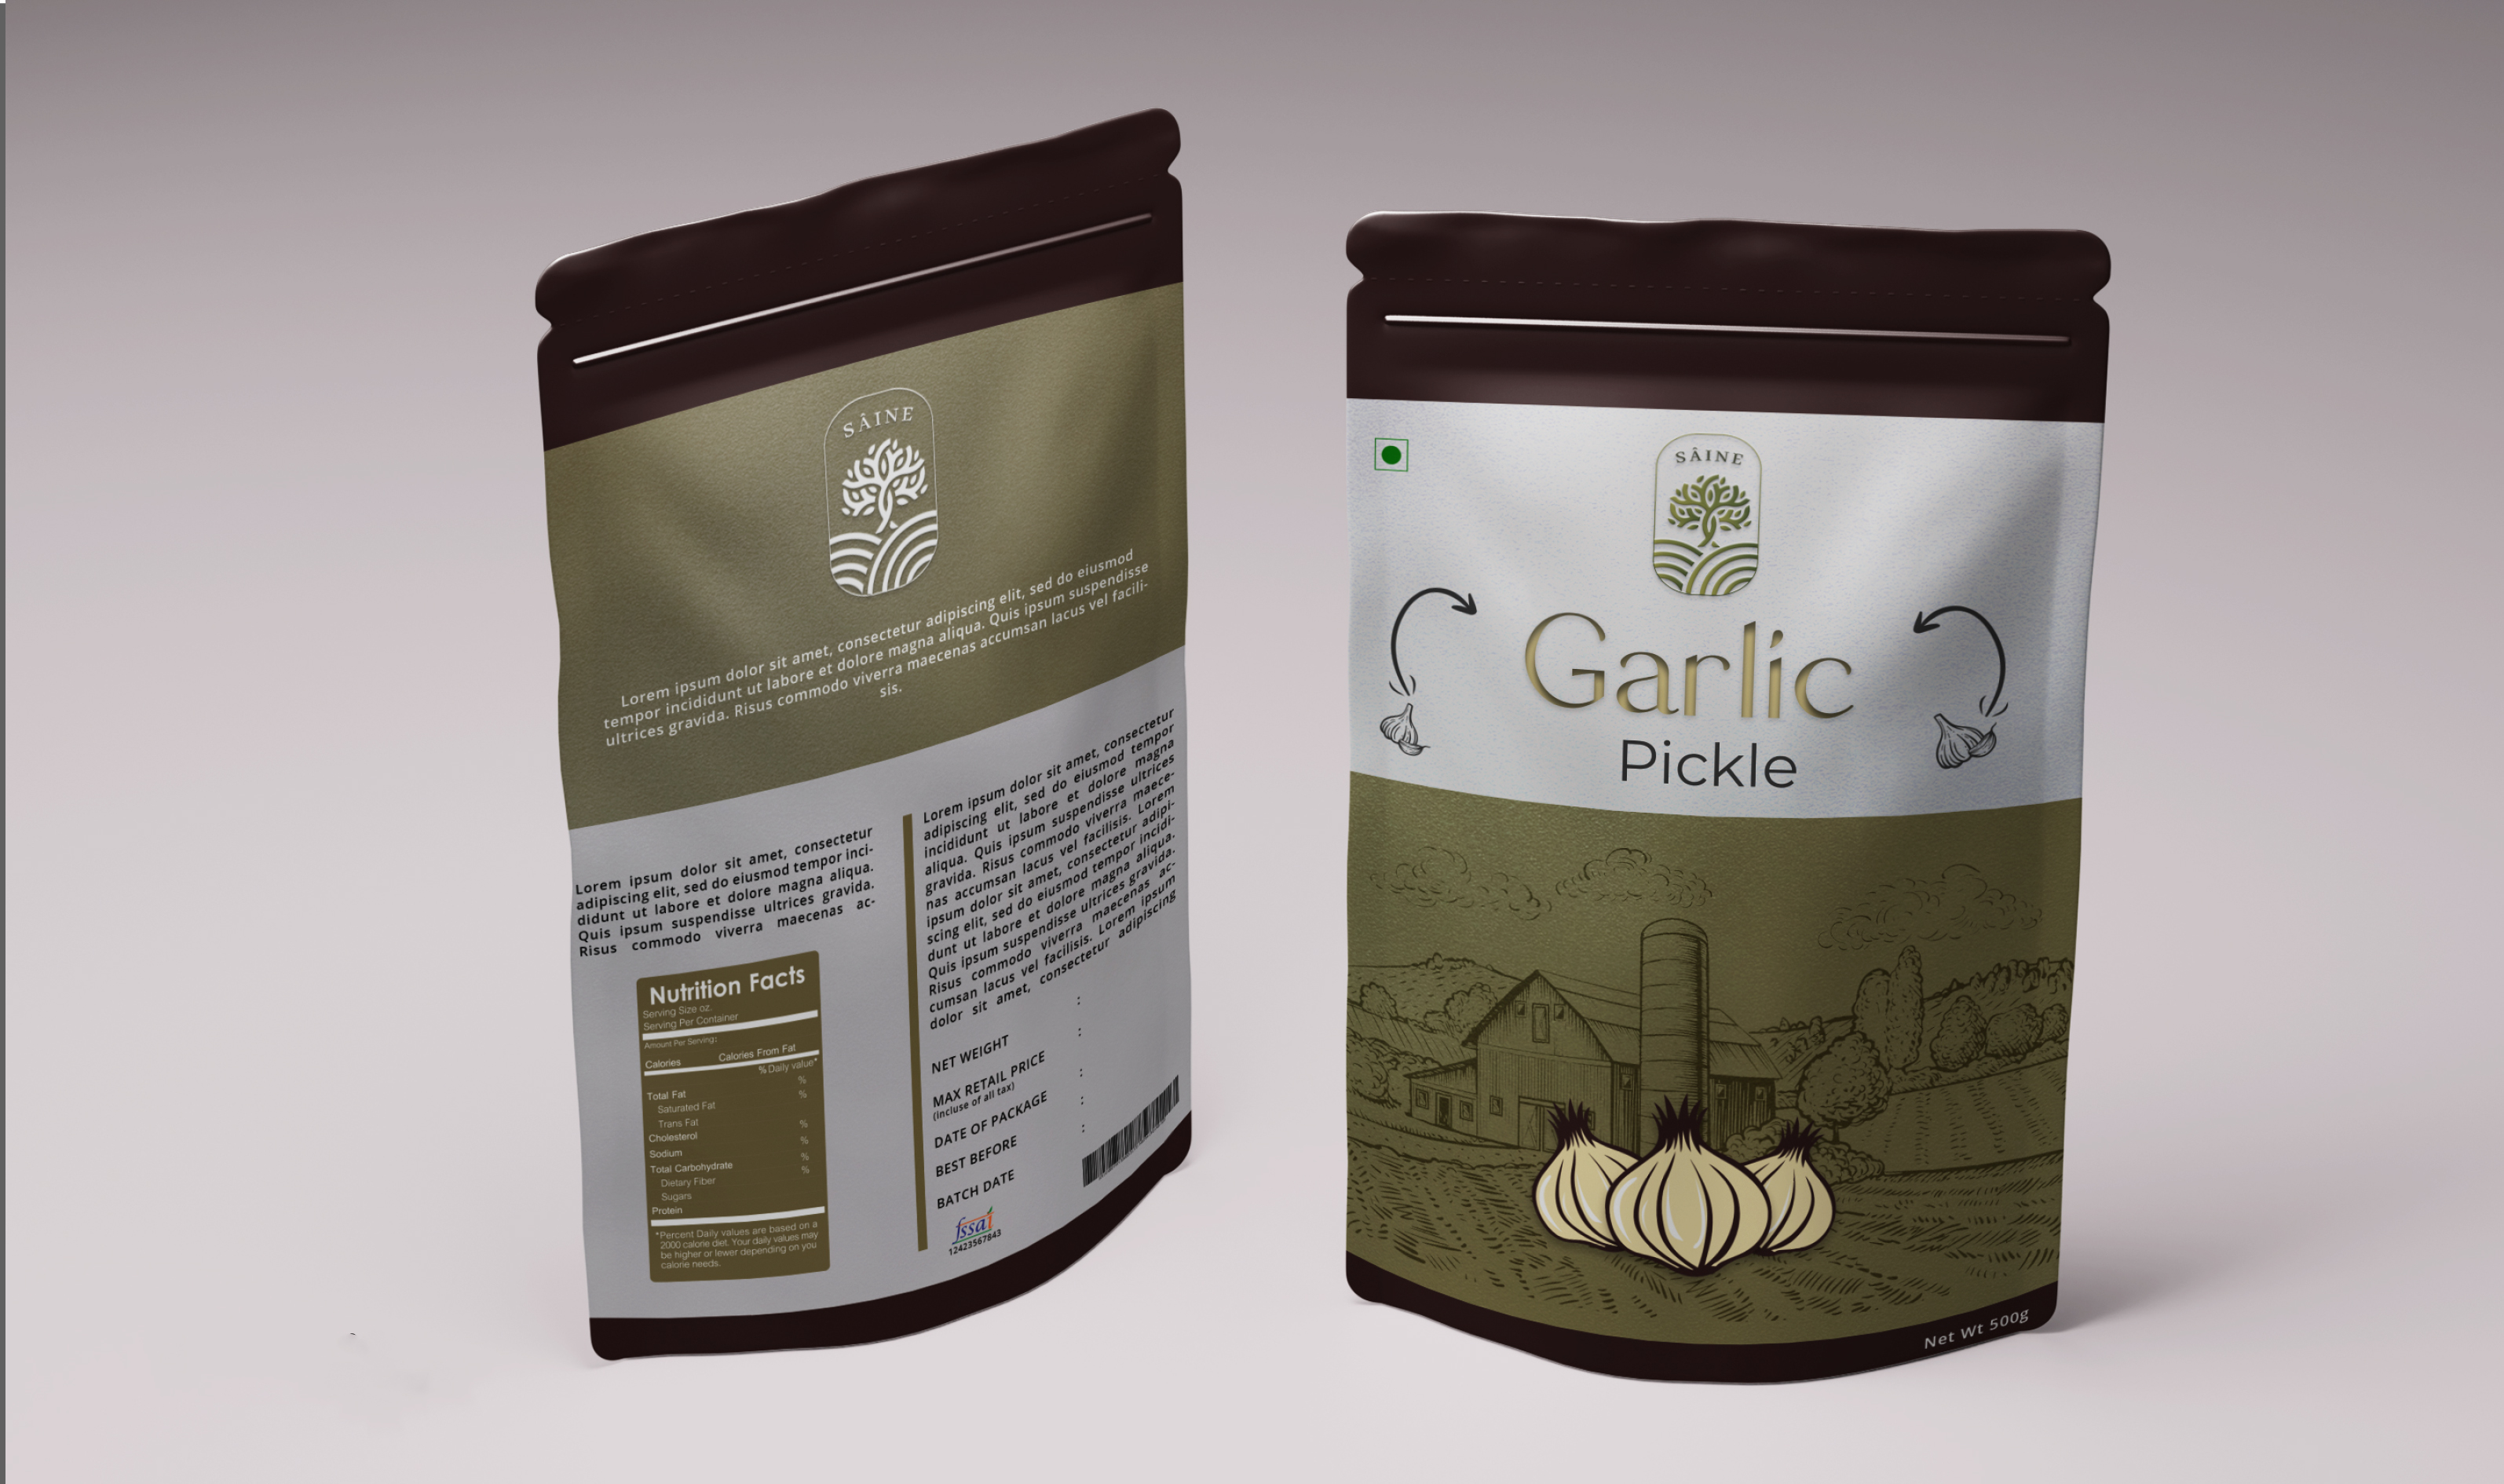 SÂINE
Lorem ipsum dolor sit amet, consectetur adipiscing elit, sed do eiusmod
tempor incididunt ut labore et dolore magna aliqua. Quis ipsum suspendisse
ultrices gravida. Risus commodo viverra maecenas accumsan lacus vel facili-
sis.
Lorem ipsum dolor sit amet, consectetur
adipiscing elit, sed do eiusmod tempor inci-
didunt ut labore et dolore magna aliqua.
Quis ipsum suspendisse ultrices gravida.
Risus commodo viverra maecenas ac-
Nutrition Facts
Serving Size oz.
Serving Per Container
Amount Per Serving:
Calories Calories From Fat
% Daily value*
Total Fat %
Saturated Fat %
Trans Fat
Cholesterol %
Sodium %
Total Carbohydrate %
Dietary Fiber %
Sugars
Protein
*Percent Daily values are based on a
2000 calorie diet. Your daily values may
be higher or lewer depending on you
calorie needs.
Lorem ipsum dolor sit amet, consectetur
adipiscing elit, sed do eiusmod tempor
incididunt ut labore et dolore magna
aliqua. Quis ipsum suspendisse ultrices
gravida. Risus commodo viverra maece-
nas accumsan lacus vel facilisis. Lorem
ipsum dolor sit amet, consectetur adipi-
scing elit, sed do eiusmod tempor incidi-
dunt ut labore et dolore magna aliqua.
Quis ipsum suspendisse ultrices gravida.
Risus commodo viverra maecenas ac-
cumsan lacus vel facilisis. Lorem ipsum
dolor sit amet, consectetur adipiscing
NET WEIGHT :
MAX RETAIL PRICE :
(incluse of all tax)
DATE OF PACKAGE :
BEST BEFORE :
BATCH DATE :
fssai
12423567843
SÂINE
Garlic
Pickle
Net Wt 500g